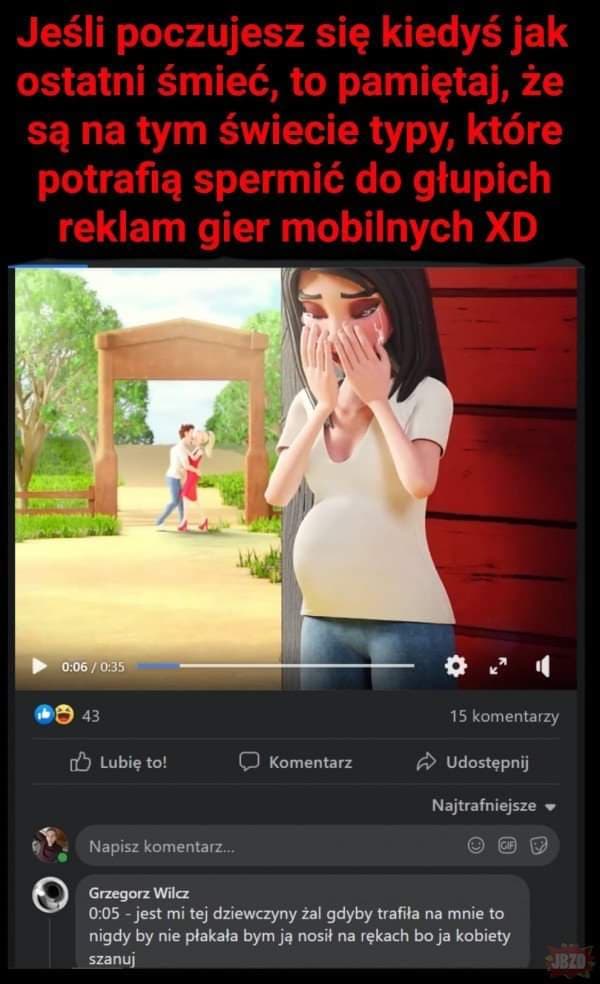 Jeśli poczujesz się kiedyś jak
ostatni śmieć, to pamiętaj, że
są na tym świecie typy, które
potrafią spermić do głupich
reklam gier mobilnych XD
0:06 / 0:35
43
15 komentarzy
Lubię to!
Komentarz
Udostępnij
Najtrafniejsze
Napisz komentarz...
GIF
Grzegorz Wilcz
0:05 - jest mi tej dziewczyny żal gdyby trafiła na mnie to
nigdy by nie płakała bym ją nosił na rękach bo ja kobiety
szanuj
JBZD